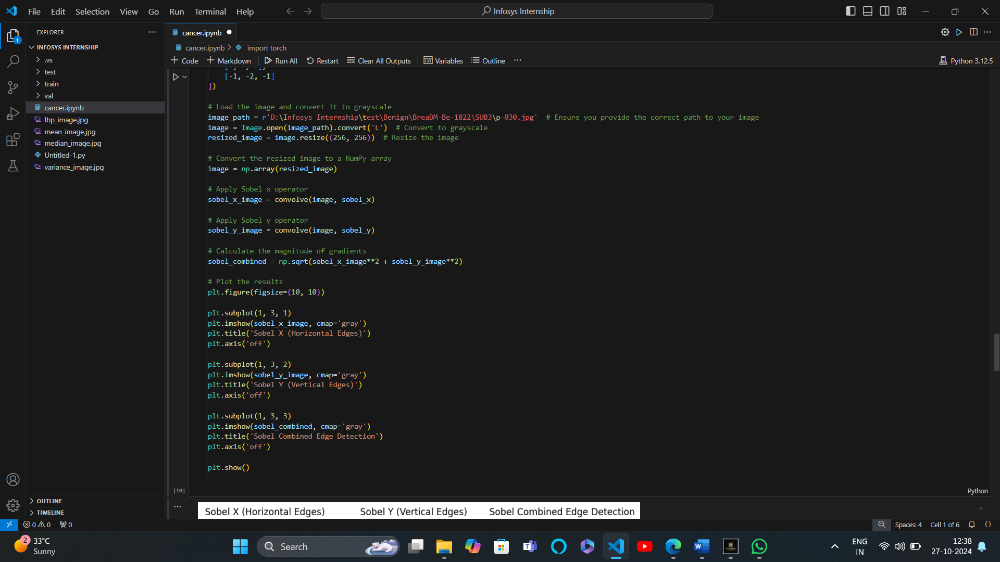 File Edit Selection View Go Run Terminal Help
Infosys Internship
EXPLORER
INFOSYS INTERNSHIP
.vs
test
train
val
cancer.ipynb
lbp_image.jpg
mean_image.jpg
median_image.jpg
Untitled-1.py
variance_image.jpg
OUTLINE
TIMELINE
1
cancer.ipynb
cancer.ipynb > import torch
+ Code + Markdown | Run All Restart Clear All Outputs | Variables Outline ...
Python 3.12.5
[-1, -2, -1]
])
# Load the image and convert it to grayscale
image_path = r'D:\Infosys Internship\test\Benign\BreaDM-Be-1822\SUB3\p-030.jpg'  # Ensure you provide the correct path to your image
image = Image.open(image_path).convert('L')  # Convert to grayscale
resized_image = image.resize((256, 256))  # Resize the image
# Convert the resized image to a NumPy array
image = np.array(resized_image)
# Apply Sobel x operator
sobel_x_image = convolve(image, sobel_x)
# Apply Sobel y operator
sobel_y_image = convolve(image, sobel_y)
# Calculate the magnitude of gradients
sobel_combined = np.sqrt(sobel_x_image**2 + sobel_y_image**2)
# Plot the results
plt.figure(figsize=(10, 10))
plt.subplot(1, 3, 1)
plt.imshow(sobel_x_image, cmap='gray')
plt.title('Sobel X (Horizontal Edges)')
plt.axis('off')
plt.subplot(1, 3, 2)
plt.imshow(sobel_y_image, cmap='gray')
plt.title('Sobel Y (Vertical Edges)')
plt.axis('off')
plt.subplot(1, 3, 3)
plt.imshow(sobel_combined, cmap='gray')
plt.title('Sobel Combined Edge Detection')
plt.axis('off')
plt.show()
[10]
Python
Sobel X (Horizontal Edges) Sobel Y (Vertical Edges) Sobel Combined Edge Detection
0 0 0
Spaces: 4 Cell 1 of 6 {}
2
33°C
Sunny
Search
ENG
IN
12:38
27-10-2024